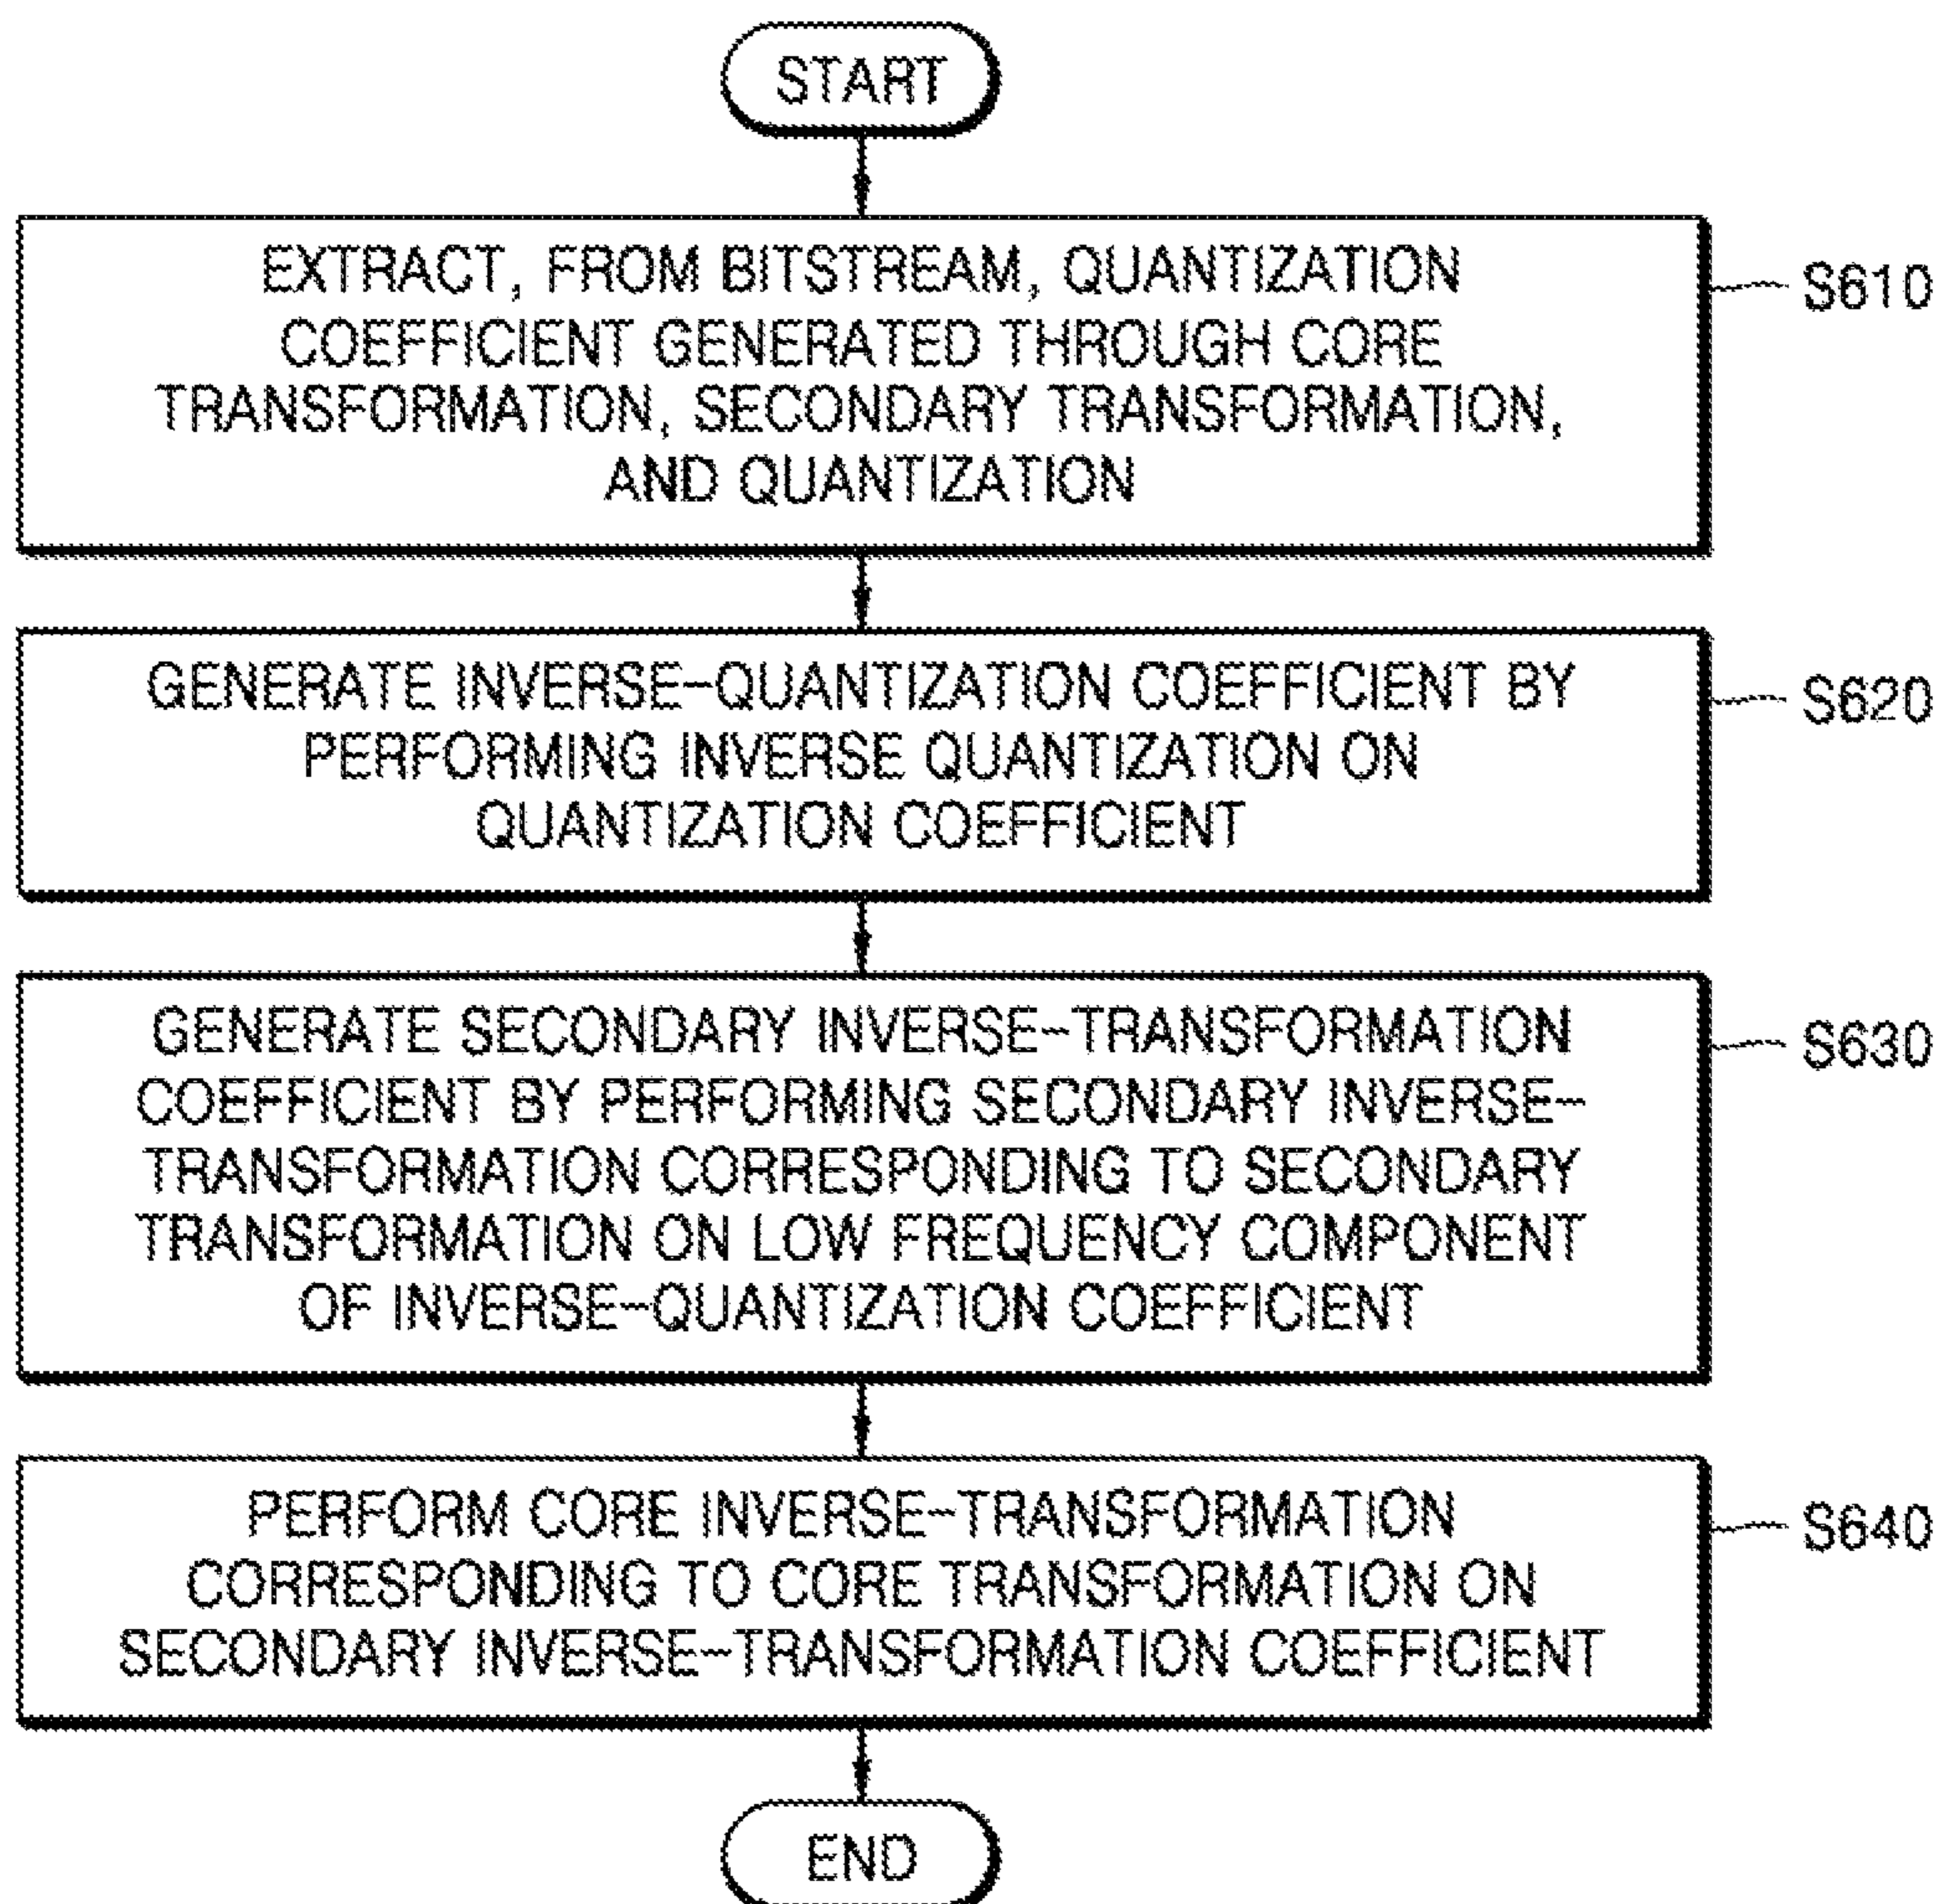 START
EXTRACT, FROM BITSTREAM, QUANTIZATION
COEFFICIENT GENERATED THROUGH CORE
TRANSFORMATION, SECONDARY TRANSFORMATION,
AND QUANTIZATION
S610
GENERATE INVERSE-QUANTIZATION COEFFICIENT BY
PERFORMING INVERSE QUANTIZATION ON
QUANTIZATION COEFFICIENT
S620
GENERATE SECONDARY INVERSE-TRANSFORMATION
COEFFICIENT BY PERFORMING SECONDARY INVERSE-
TRANSFORMATION CORRESPONDING TO SECONDARY
TRANSFORMATION ON LOW FREQUENCY COMPONENT
OF INVERSE-QUANTIZATION COEFFICIENT
S630
PERFORM CORE INVERSE-TRANSFORMATION
CORRESPONDING TO CORE TRANSFORMATION ON
SECONDARY INVERSE-TRANSFORMATION COEFFICIENT
S640
END